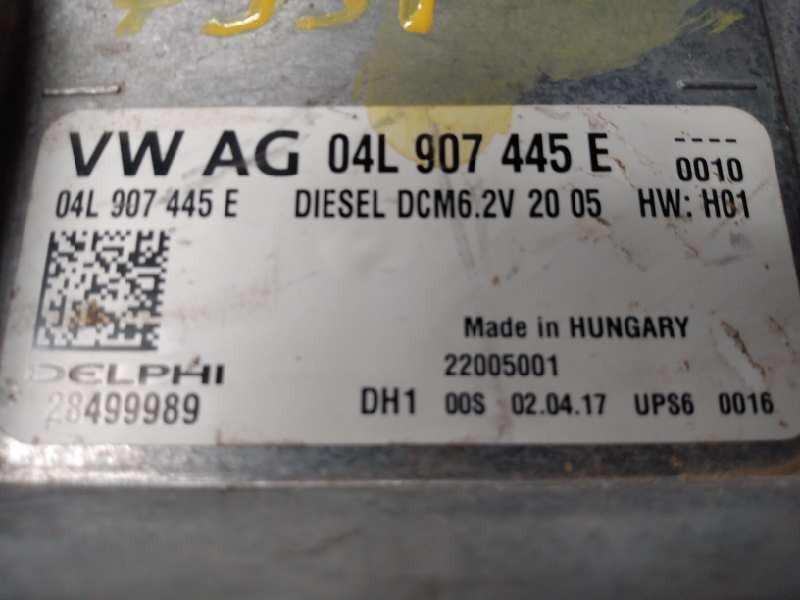 VW AG 04L 907 445 E ----
0010
04L 907 445 E DIESEL DCM6.2V 20 05 HW: H01
Made in HUNGARY
DELPHI 22005001
28499989 DH1 00S 02.04.17 UPS6 0016